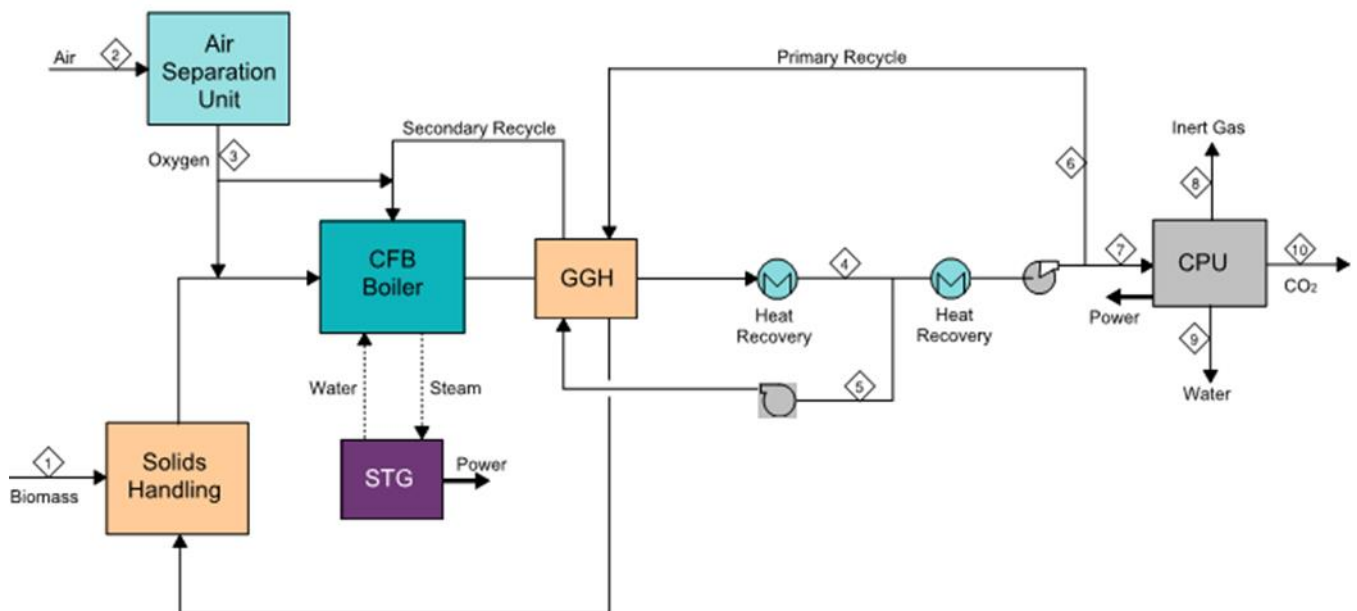 Air
2
Air
Separation
Unit
Oxygen
3
Secondary Recycle
Primary Recycle
CFB
Boiler
GGH
Heat
Recovery
4
5
Heat
Recovery
6
7
CPU
Inert Gas
8
10
CO₂
Power
9
Water
Water
Steam
STG
Power
1
Biomass
Solids
Handling